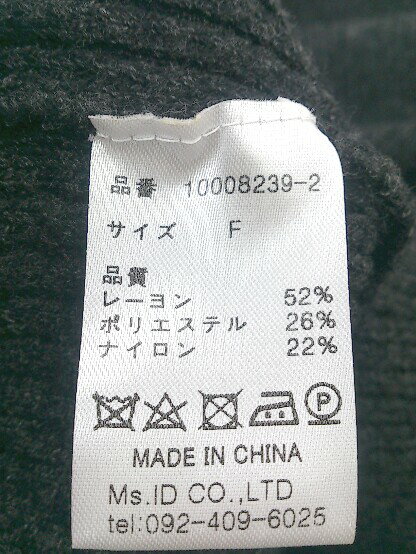 品番 10008239-2
サイズ F
品質
レーヨン 52%
ポリエステル 26%
ナイロン 22%
P
MADE IN CHINA
Ms.ID CO.,LTD
tel:092-409-6025